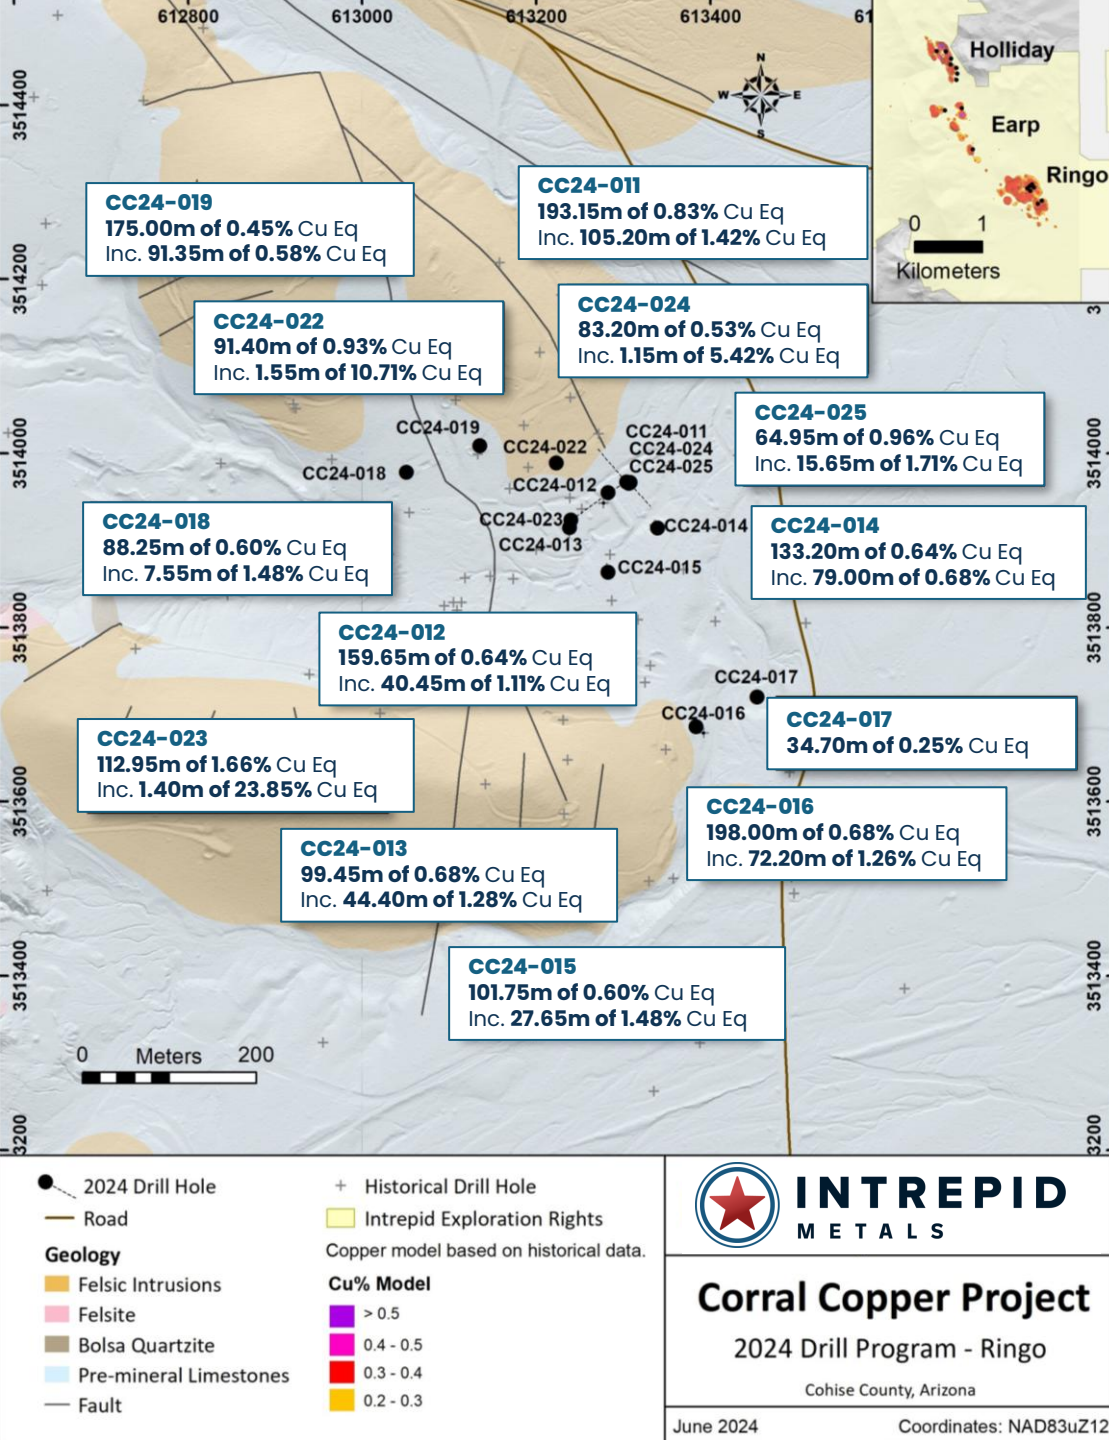 612800
613000
613200
613400
61
Holliday
Earp
Ringo
0 1
Kilometers
N
W E
S
3514400
3514200
3514000
3513800
3513600
3513400
3200
3
3514000
3513800
3513600
3513400
3200
CC24-019
175.00m of 0.45% Cu Eq
Inc. 91.35m of 0.58% Cu Eq
CC24-011
193.15m of 0.83% Cu Eq
Inc. 105.20m of 1.42% Cu Eq
CC24-022
91.40m of 0.93% Cu Eq
Inc. 1.55m of 10.71% Cu Eq
CC24-024
83.20m of 0.53% Cu Eq
Inc. 1.15m of 5.42% Cu Eq
CC24-025
64.95m of 0.96% Cu Eq
Inc. 15.65m of 1.71% Cu Eq
CC24-019
CC24-022
CC24-011
CC24-024
CC24-025
CC24-018
CC24-012
CC24-023
CC24-013
CC24-014
CC24-015
CC24-018
88.25m of 0.60% Cu Eq
Inc. 7.55m of 1.48% Cu Eq
CC24-014
133.20m of 0.64% Cu Eq
Inc. 79.00m of 0.68% Cu Eq
CC24-012
159.65m of 0.64% Cu Eq
Inc. 40.45m of 1.11% Cu Eq
CC24-017
CC24-016
CC24-017
34.70m of 0.25% Cu Eq
CC24-023
112.95m of 1.66% Cu Eq
Inc. 1.40m of 23.85% Cu Eq
CC24-016
198.00m of 0.68% Cu Eq
Inc. 72.20m of 1.26% Cu Eq
CC24-013
99.45m of 0.68% Cu Eq
Inc. 44.40m of 1.28% Cu Eq
CC24-015
101.75m of 0.60% Cu Eq
Inc. 27.65m of 1.48% Cu Eq
0 Meters 200
2024 Drill Hole
Road
Geology
Felsic Intrusions
Felsite
Bolsa Quartzite
Pre-mineral Limestones
Fault
Historical Drill Hole
Intrepid Exploration Rights
Copper model based on historical data.
Cu% Model
> 0.5
0.4 - 0.5
0.3 - 0.4
0.2 - 0.3
INTREPID
METALS
Corral Copper Project
2024 Drill Program - Ringo
Cohise County, Arizona
June 2024
Coordinates: NAD83uZ12